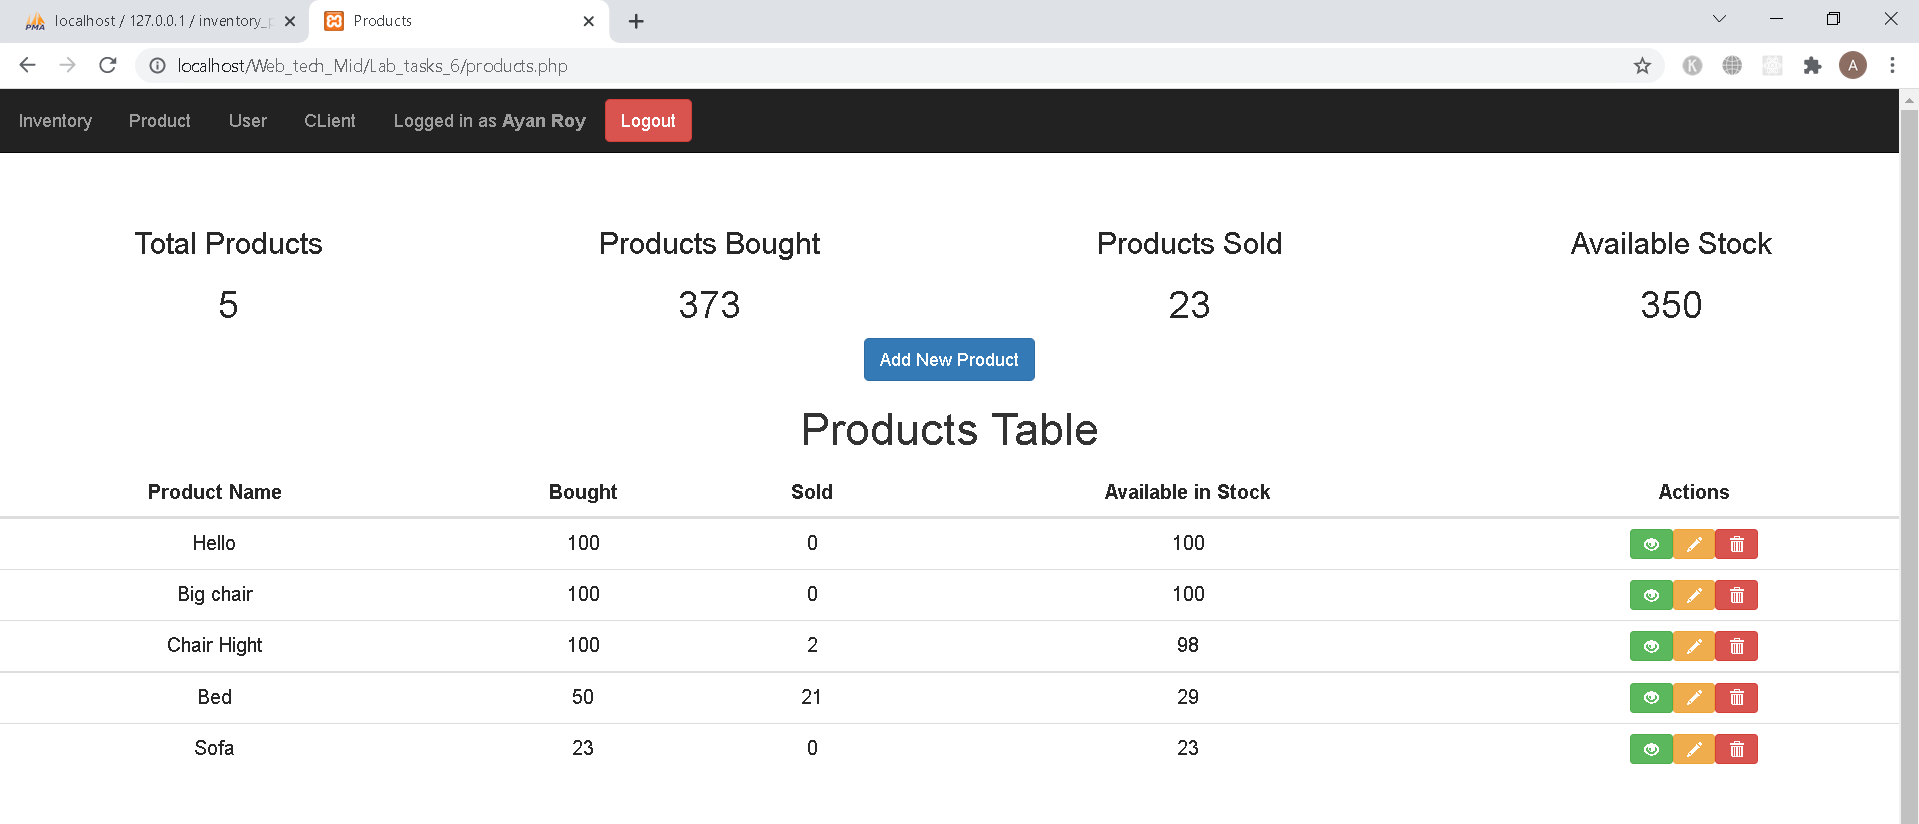 localhost / 127.0.0.1 / inventory_p
Products
localhost/Web_tech_Mid/Lab_tasks_6/products.php
A
Inventory Product User CLient Logged in as Ayan Roy Logout
Total Products Products Bought Products Sold Available Stock
5 373 23 350
Add New Product
Products Table
Product Name Bought Sold Available in Stock Actions
Hello 100 0 100
Big chair 100 0 100
Chair Hight 100 2 98
Bed 50 21 29
Sofa 23 0 23